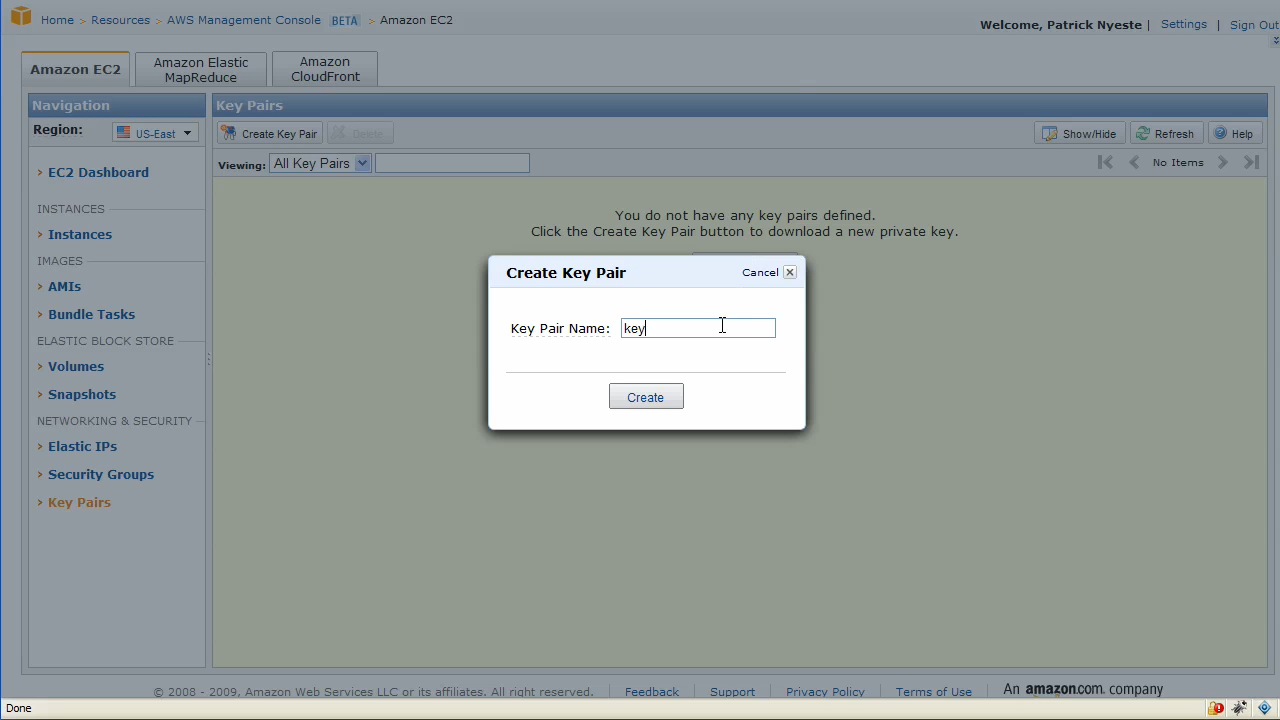 Home > Resources > AWS Management Console BETA > Amazon EC2
Welcome, Patrick Nyeste | Settings | Sign Out
Amazon EC2
Amazon Elastic
MapReduce
Amazon
CloudFront
Navigation
Region: US-East
› EC2 Dashboard
INSTANCES
› Instances
IMAGES
› AMIs
› Bundle Tasks
ELASTIC BLOCK STORE
› Volumes
› Snapshots
NETWORKING & SECURITY
› Elastic IPs
› Security Groups
› Key Pairs
Key Pairs
Create Key Pair Delete Show/Hide Refresh Help
Viewing: All Key Pairs No Items
You do not have any key pairs defined.
Click the Create Key Pair button to download a new private key.
Create Key Pair Cancel
Key Pair Name: key
Create
© 2008 - 2009, Amazon Web Services LLC or its affiliates. All right reserved. Feedback Support Privacy Policy Terms of Use An amazon.com company
Done